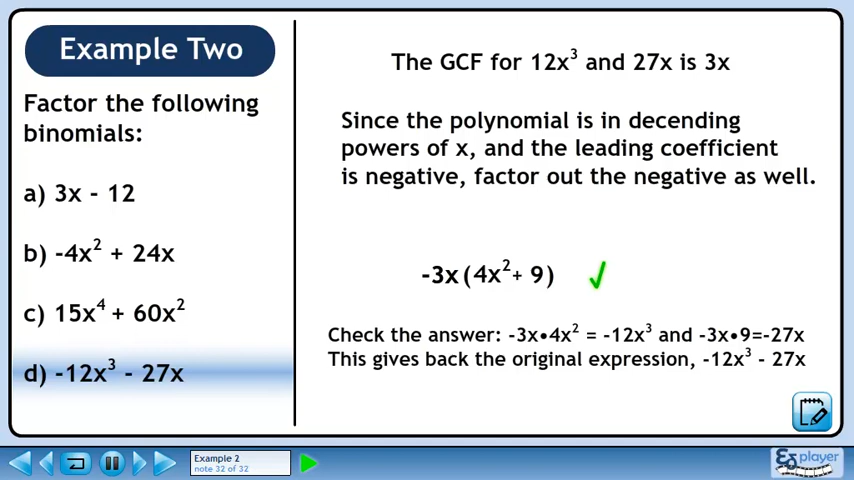 Example Two
Factor the following
binomials:
a) 3x - 12
b) -4x² + 24x
c) 15x⁴ + 60x²
d) -12x³ - 27x
The GCF for 12x³ and 27x is 3x
Since the polynomial is in decending
powers of x, and the leading coefficient
is negative, factor out the negative as well.
-3x(4x²+ 9) ✓
Check the answer: -3x•4x² = -12x³ and -3x•9=-27x
This gives back the original expression, -12x³ - 27x
Example 2
note 32 of 32
player